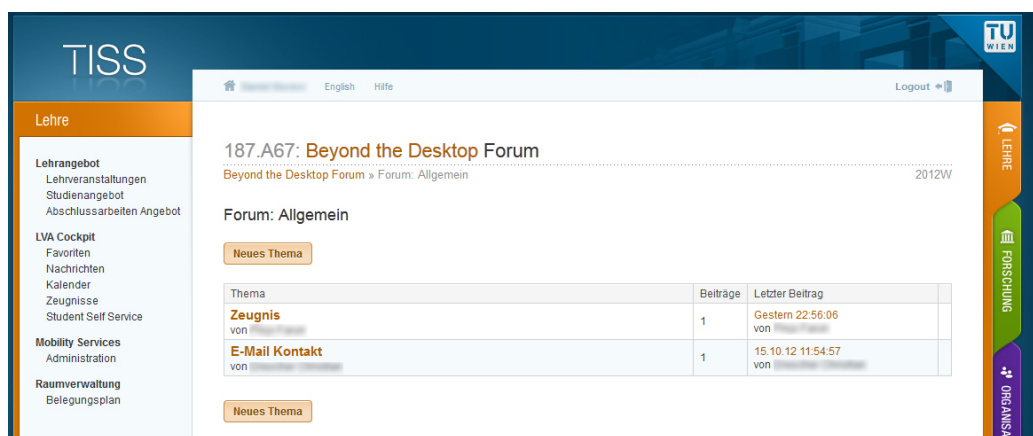 TISS
TU
WIEN
English Hilfe Logout
Lehre
187.A67: Beyond the Desktop Forum
Beyond the Desktop Forum » Forum: Allgemein 2012W
Lehrangebot
Lehrveranstaltungen
Studienangebot
Abschlussarbeiten Angebot
LVA Cockpit
Favoriten
Nachrichten
Kalender
Zeugnisse
Student Self Service
Mobility Services
Administration
Raumverwaltung
Belegungsplan
Forum: Allgemein
Neues Thema
Thema Beiträge Letzter Beitrag
Zeugnis 1 Gestern 22:56:06
von von
E-Mail Kontakt 1 15.10.12 11:54:57
von von
Neues Thema
LEHRE
FORSCHUNG
ORGANISA